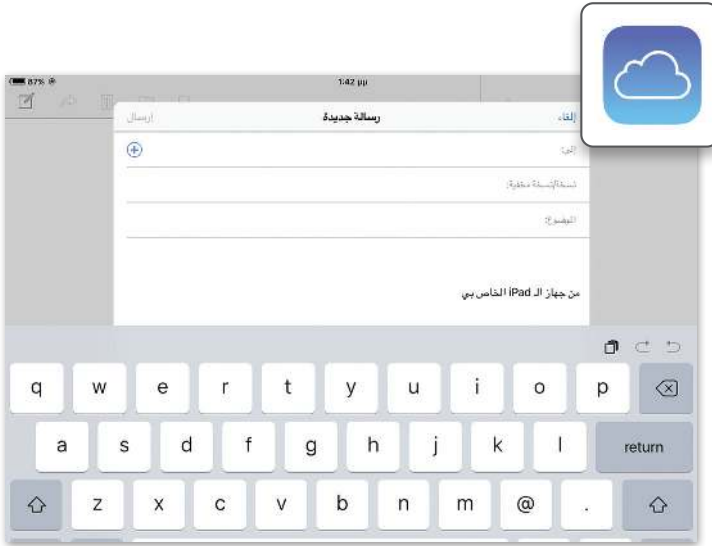 87%
1:42 μμ
إلغاء
رسالة جديدة
إرسال
إلى:
نسخة/نسخة مخفية:
الموضوع:
من جهاز الـ iPad الخاص بي
q w e r t y u i o p
a s d f g h j k l return
z x c v b n m @ .